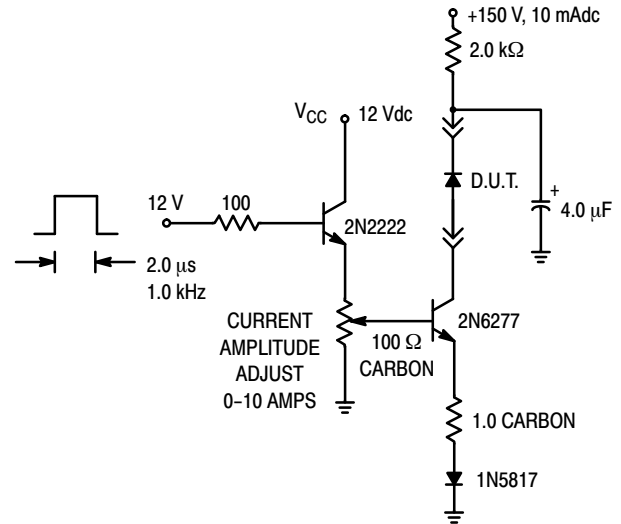 +150 V, 10 mAdc
2.0 kΩ
VCC 12 Vdc
D.U.T.
+
4.0 μF
12 V
100
2N2222
2.0 μs
1.0 kHz
CURRENT
AMPLITUDE
ADJUST
0–10 AMPS
100 Ω
CARBON
2N6277
1.0 CARBON
1N5817